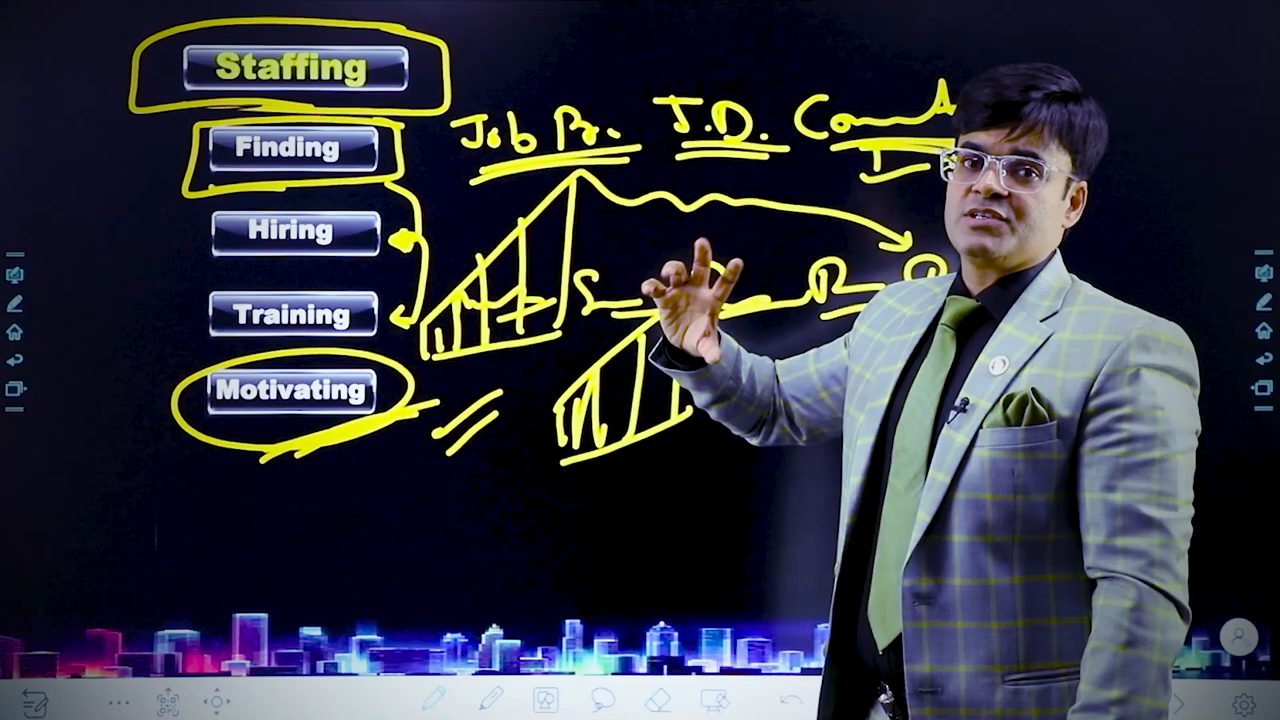 Staffing
Finding
Job Pr. J.D.
Hiring
Training
Motivating